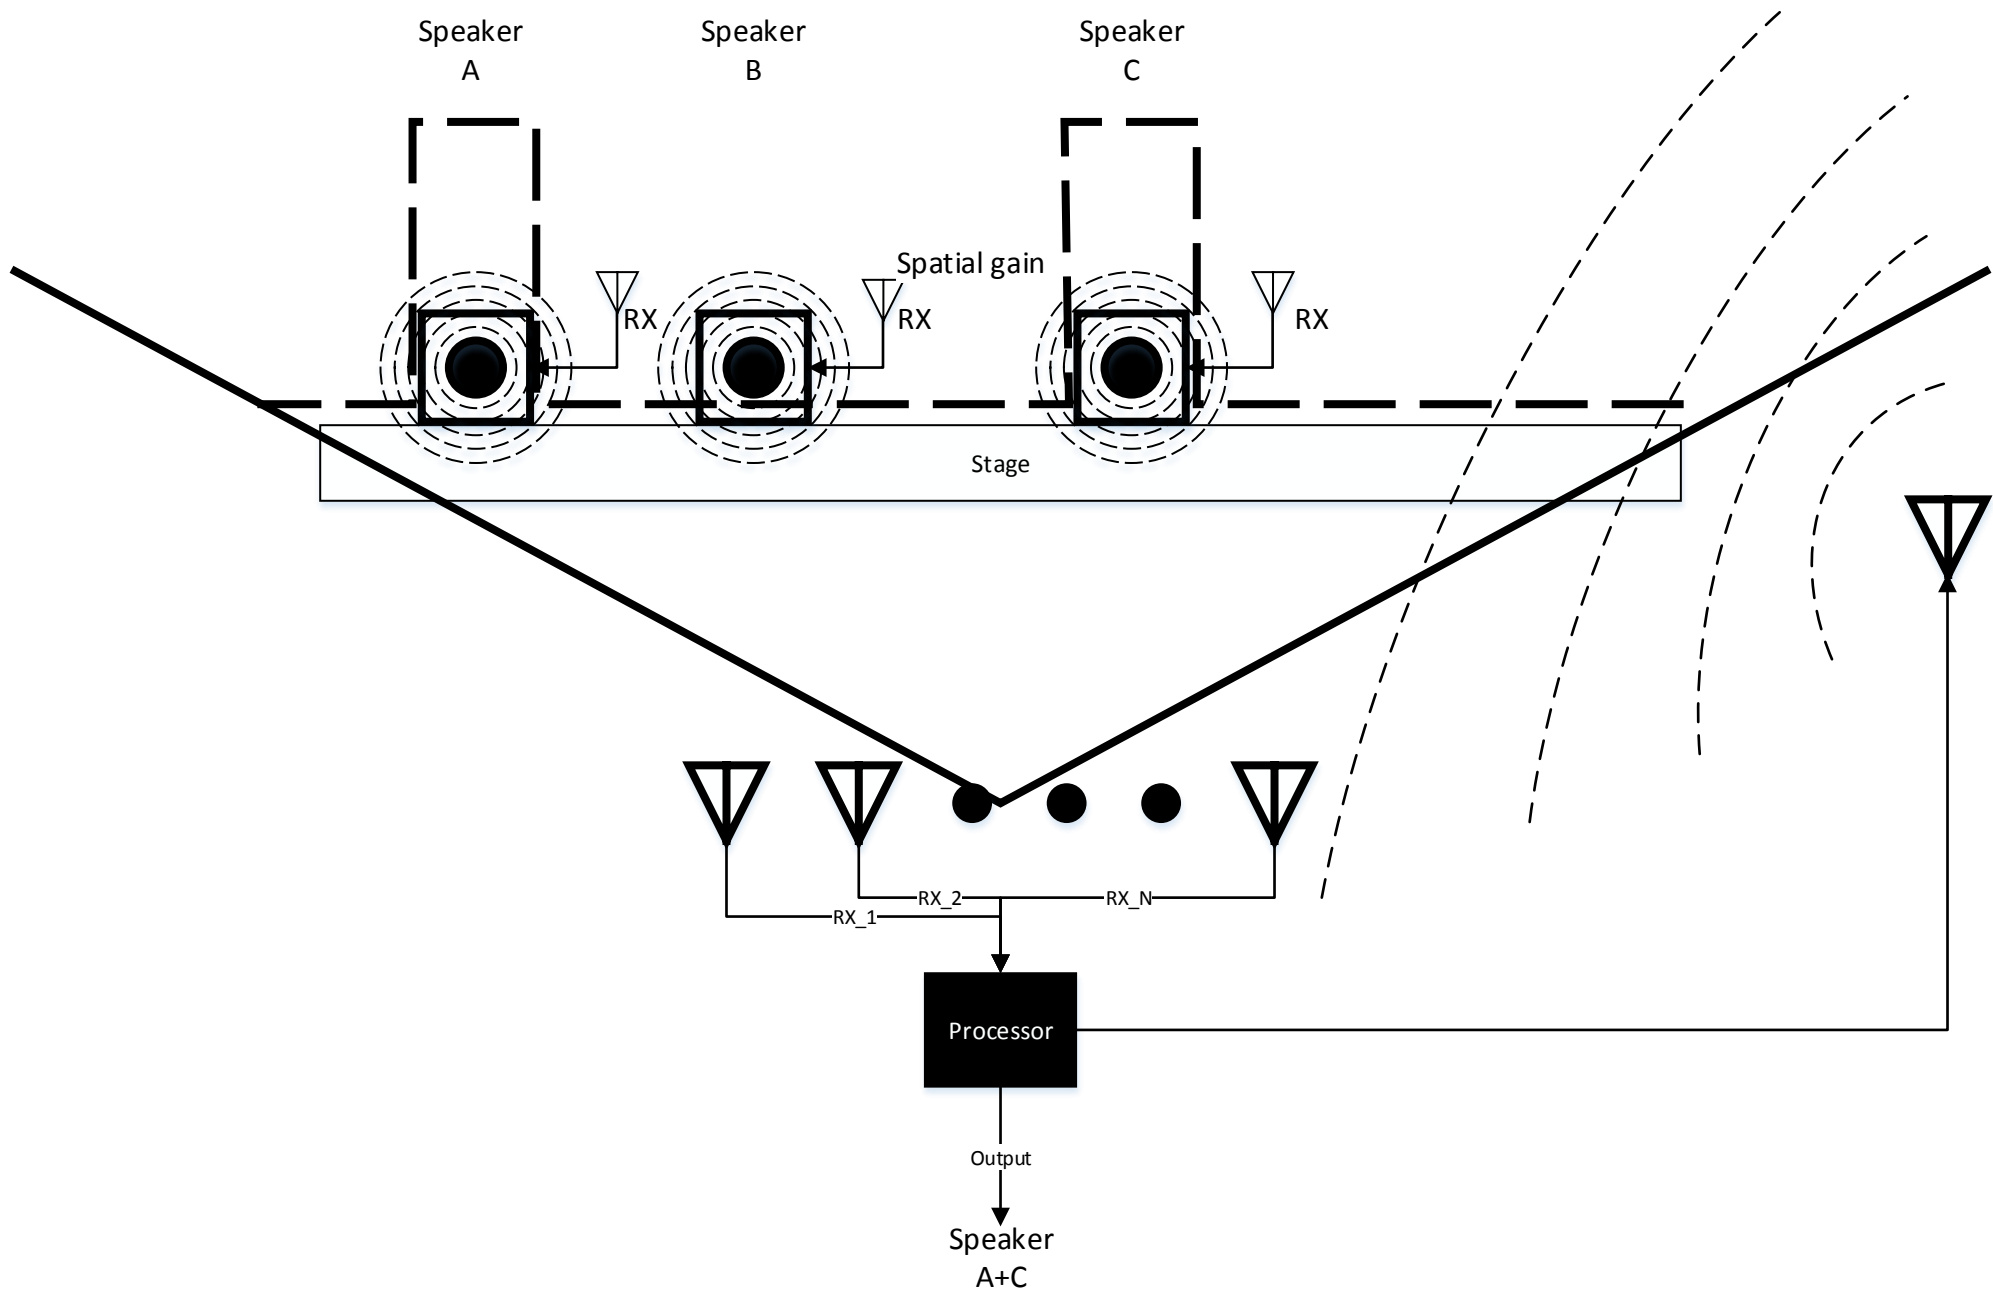 Speaker
A
Speaker
B
Speaker
C
Spatial gain
RX
RX
RX
Stage
RX_2
RX_N
RX_1
Processor
Output
Speaker
A+C